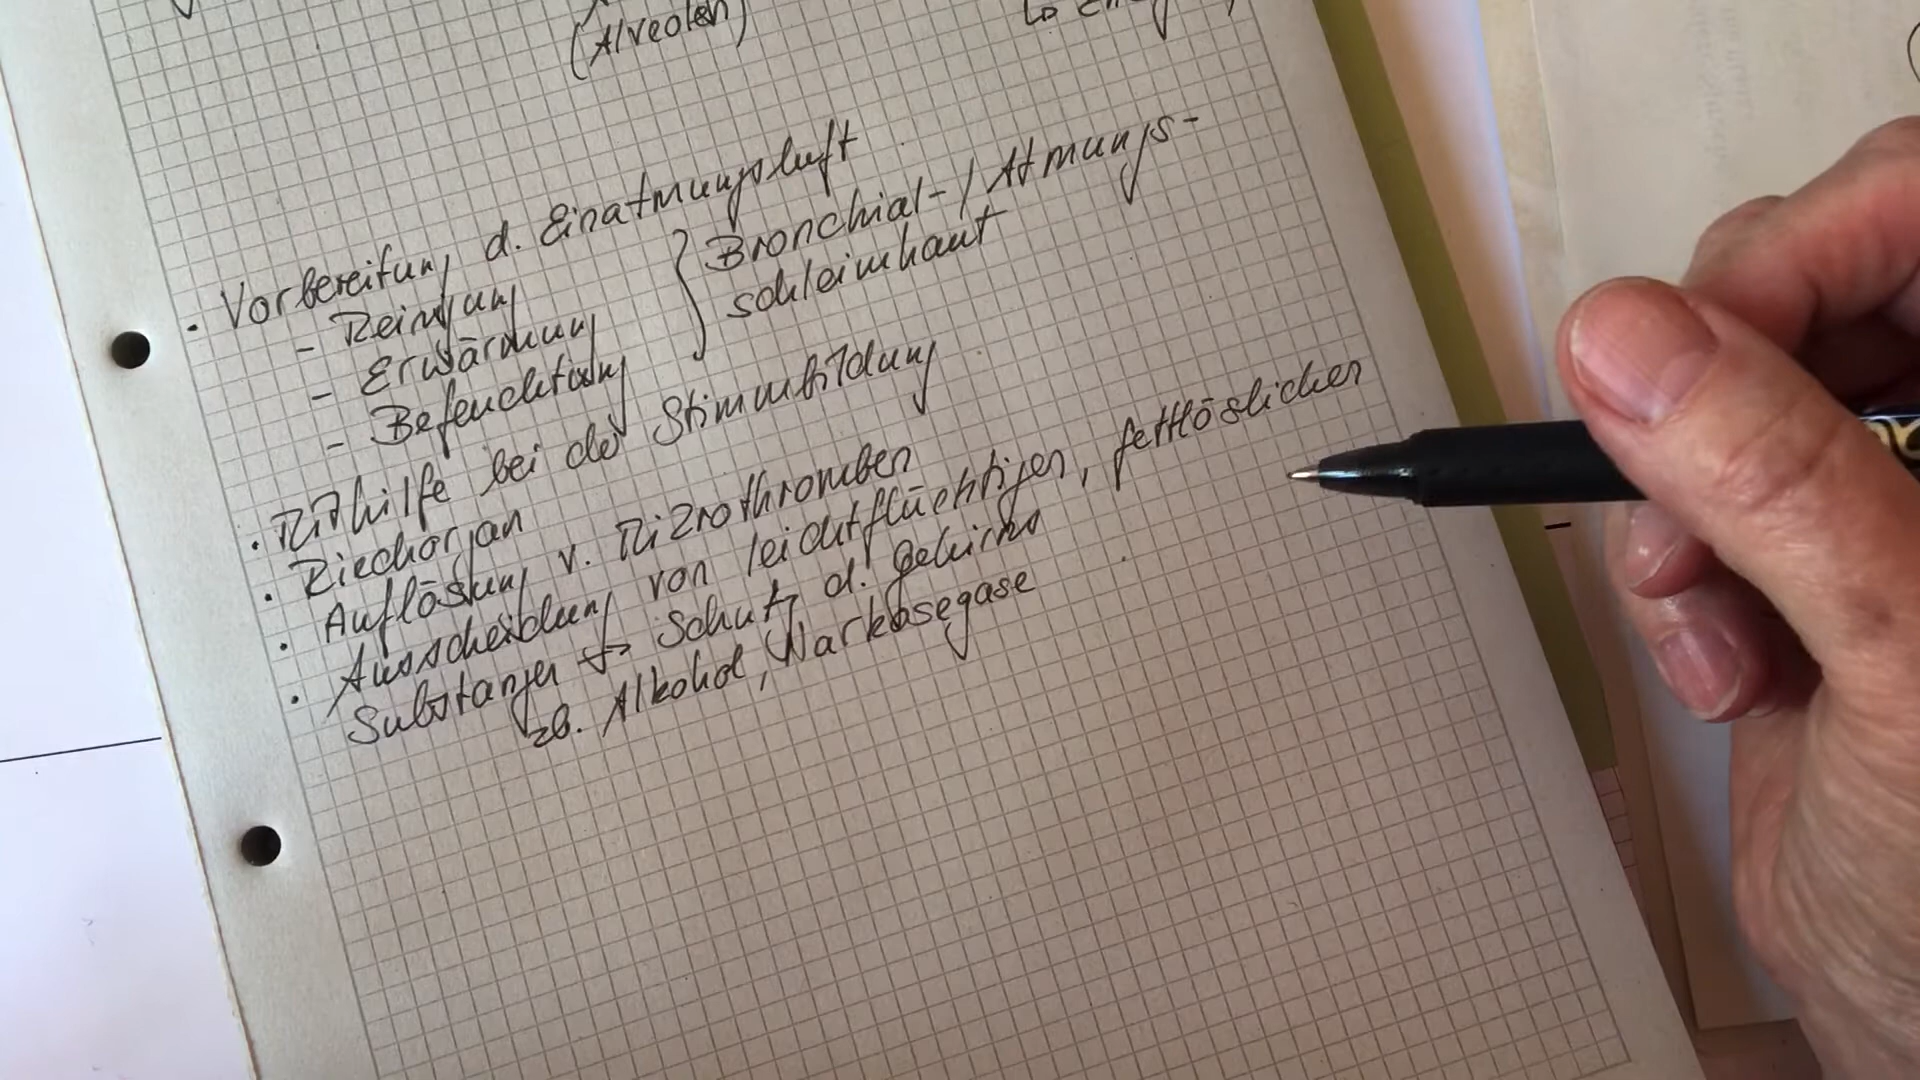 (Alveolen)
• Vorbereitung d. Einatmungsluft
- Reinigung
- Erwärmung
- Befeuchtung
} Bronchial-/Atmungs-
schleimhaut
• Mithilfe bei der Stimmbildung
• Riechorgan
• Auflösung v. Mikrothromben
• Ausscheidung von leichtflüchtigen, fettlöslichen
Substanzen ↳ Schutz d. Gehirns
zB. Alkohol, Narkosegase